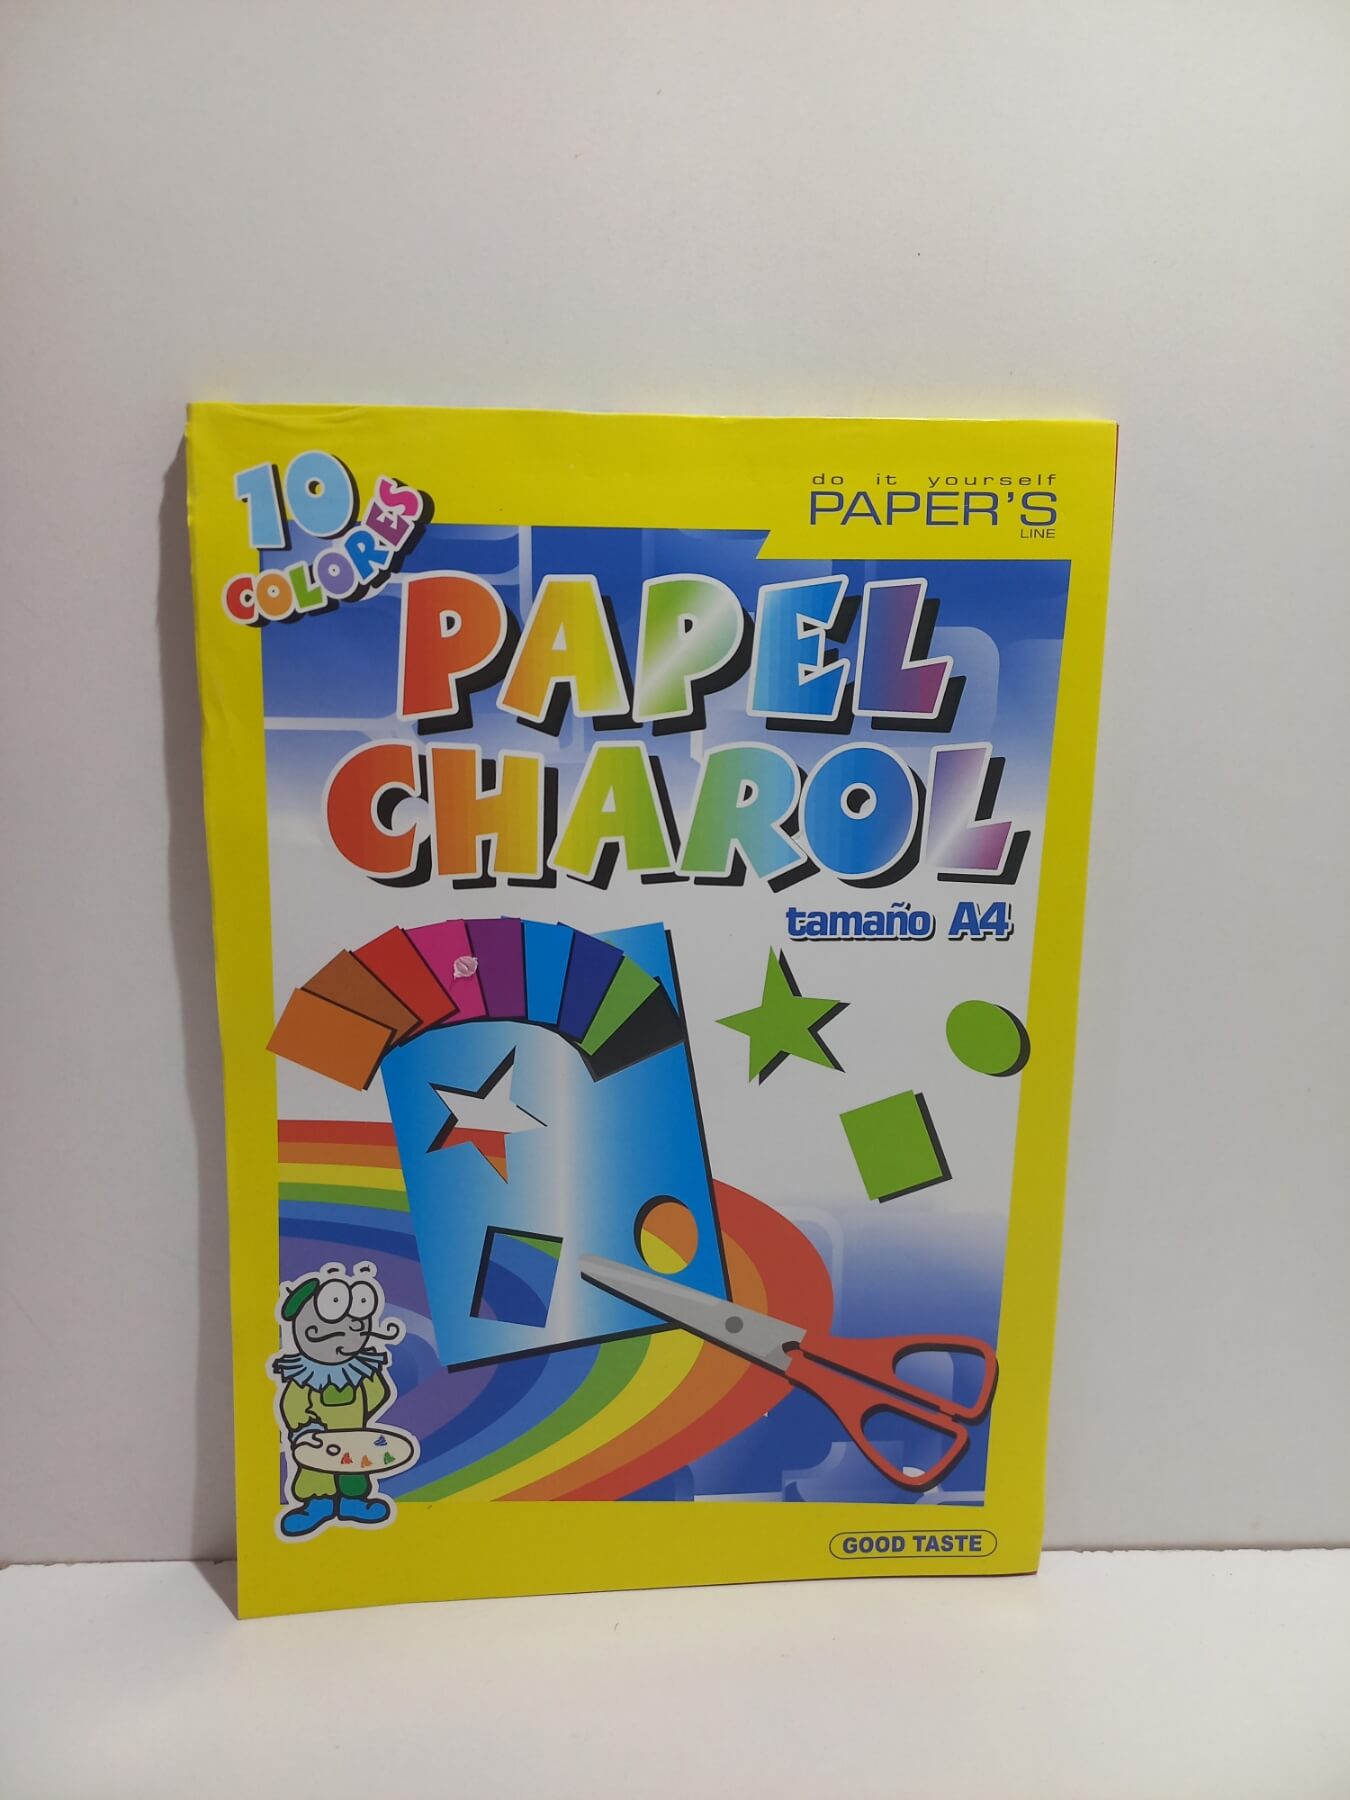 10
COLORES
do it yourself
PAPER'S
LINE
PAPEL
CHAROL
tamaño A4
GOOD TASTE